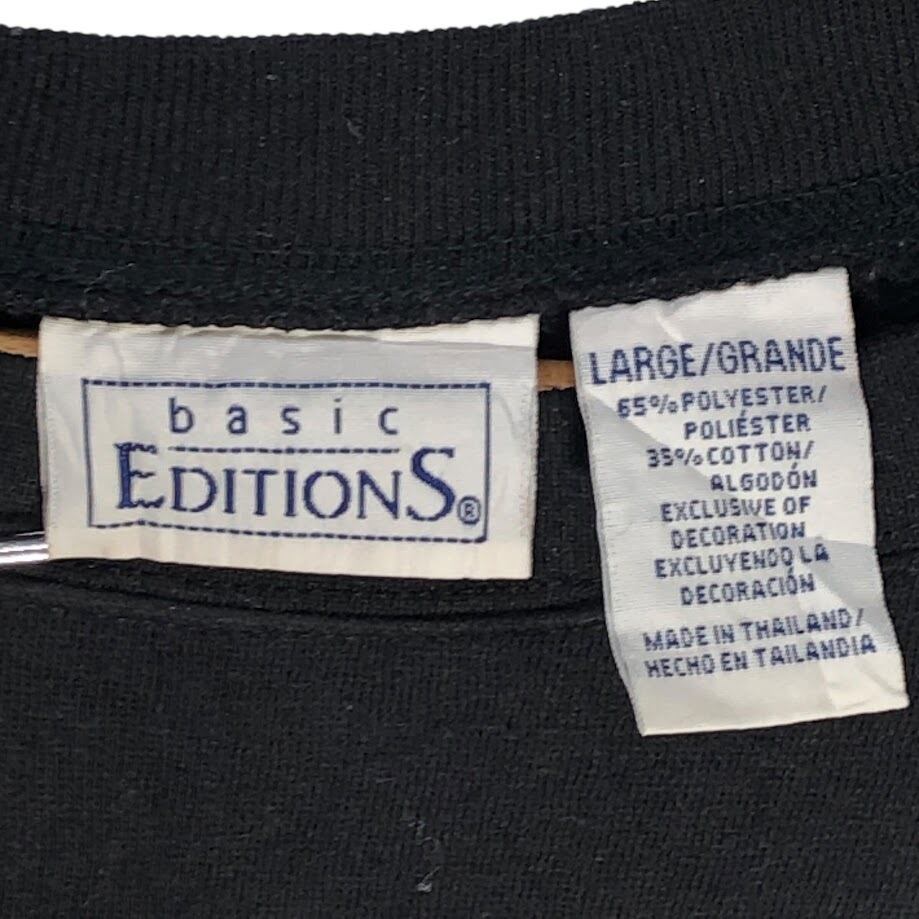 basic
EDITIONS®
LARGE/GRANDE
65% POLYESTER/
POLIÉSTER
35% COTTON/
ALGODÓN
EXCLUSIVE OF
DECORATION
EXCLUYENDO LA
DECORACIÓN
MADE IN THAILAND/
HECHO EN TAILANDIA